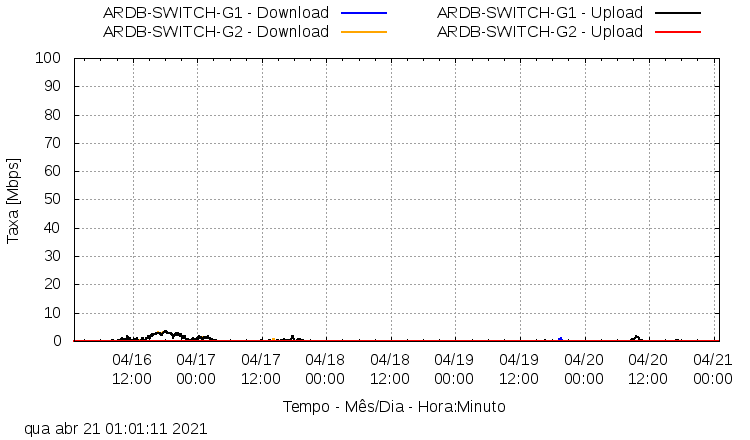 ARDB-SWITCH-G1 - Download ARDB-SWITCH-G1 - Upload
ARDB-SWITCH-G2 - Download ARDB-SWITCH-G2 - Upload
100
90
80
70
60
50
40
30
20
10
0
Taxa [Mbps]
04/16 04/17 04/17 04/18 04/18 04/19 04/19 04/20 04/20 04/21
12:00 00:00 12:00 00:00 12:00 00:00 12:00 00:00 12:00 00:00
Tempo - Mês/Dia - Hora:Minuto
qua abr 21 01:01:11 2021